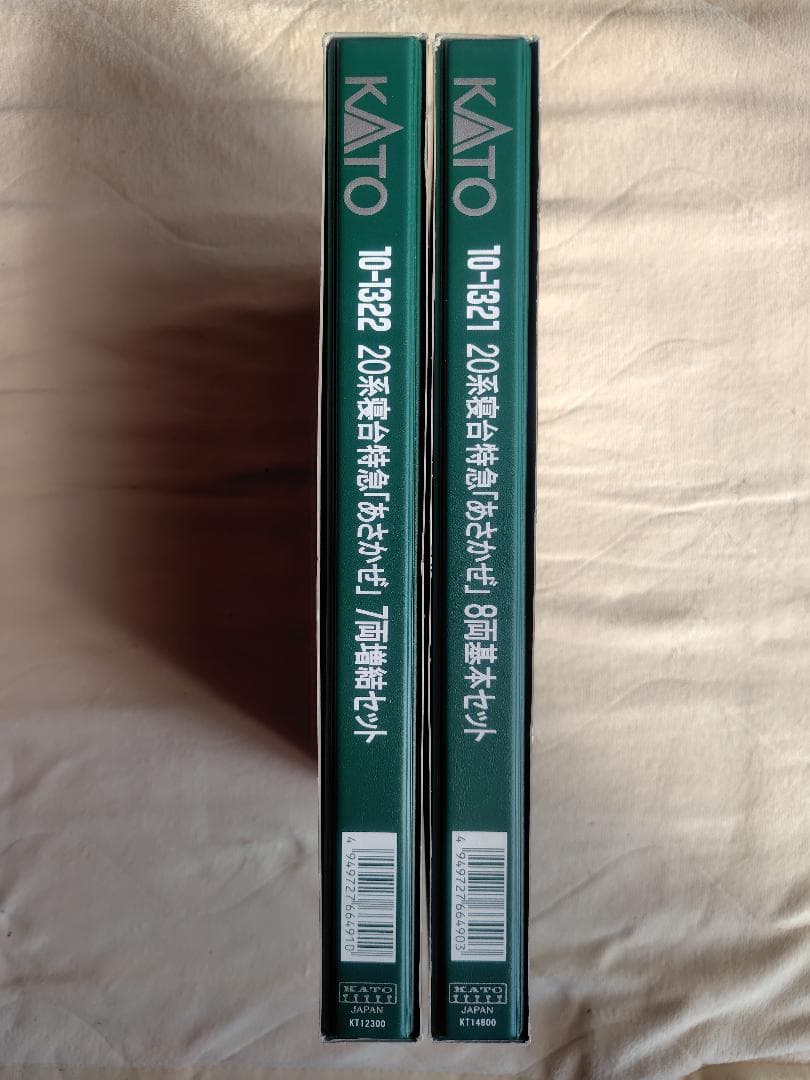 KATO
10-1322 20系寝台特急「あさかぜ」 7両増結セット
4 949727 664910
KATO
JAPAN
KT12300
KATO
10-1321 20系寝台特急「あさかぜ」 8両基本セット
4 949727 664903
KATO
JAPAN
KT14800